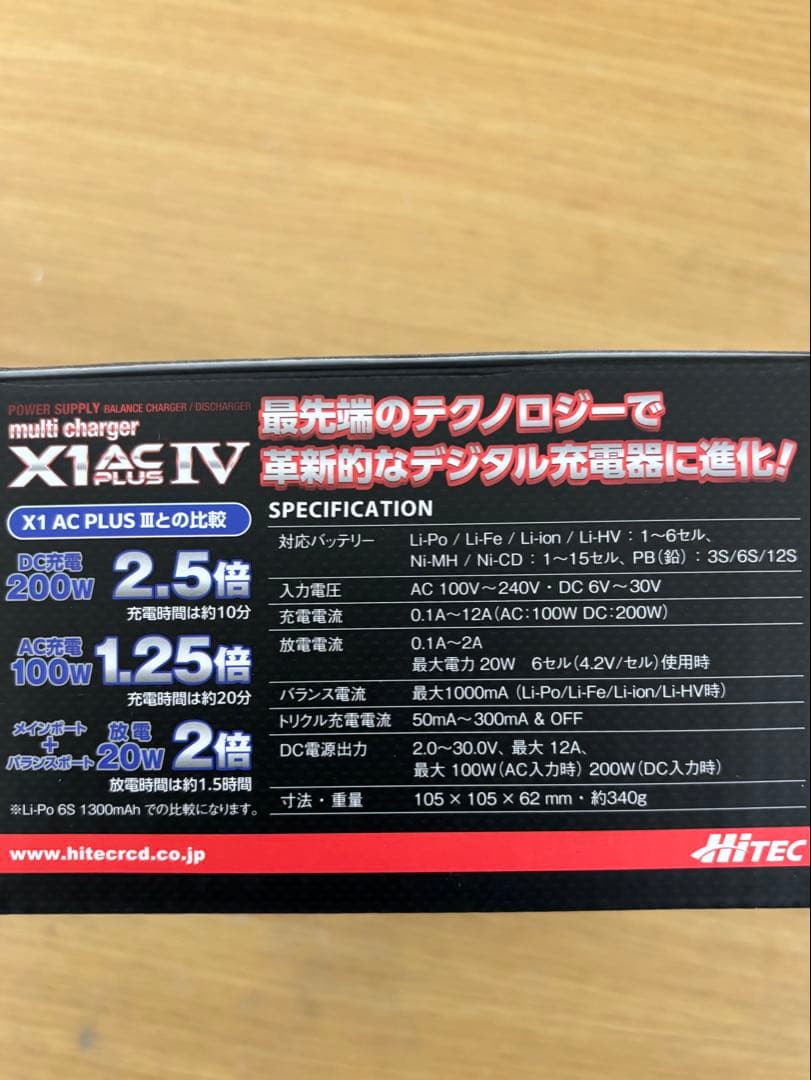 POWER SUPPLY BALANCE CHARGER / DISCHARGER
multi charger
X1 AC PLUS IV
最先端のテクノロジーで
革新的なデジタル充電器に進化!
X1 AC PLUS Ⅲとの比較
DC充電 200W 2.5倍
充電時間は約10分
AC充電 100W 1.25倍
充電時間は約20分
メインポート + バランスポート 放電 20W 2倍
放電時間は約1.5時間
※Li-Po 6S 1300mAh での比較になります。
SPECIFICATION
対応バッテリー Li-Po / Li-Fe / Li-ion / Li-HV : 1〜6セル、
Ni-MH / Ni-CD : 1〜15セル、PB(鉛) : 3S/6S/12S
入力電圧 AC 100V〜240V・DC 6V〜30V
充電電流 0.1A〜12A(AC:100W DC:200W)
放電電流 0.1A〜2A
最大電力 20W 6セル(4.2V/セル)使用時
バランス電流 最大1000mA (Li-Po/Li-Fe/Li-ion/Li-HV時)
トリクル充電電流 50mA〜300mA & OFF
DC電源出力 2.0〜30.0V、最大 12A、
最大 100W(AC入力時) 200W(DC入力時)
寸法・重量 105 × 105 × 62 mm・約340g
www.hitecrcd.co.jp
HiTEC